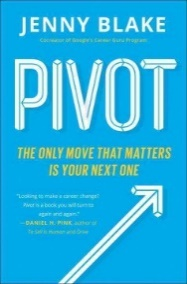 JENNY BLAKE
Cocreator of Google's Career Guru Program
PIVOT
THE ONLY MOVE THAT MATTERS
IS YOUR NEXT ONE
"Looking to make a career change?
Pivot is a book you will turn to
again and again."
—DANIEL H. PINK, author of
To Sell Is Human and Drive